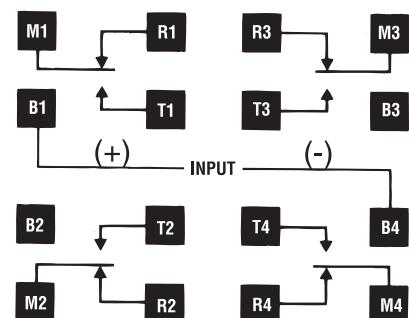 M1 R1 R3 M3
B1 T1 T3 B3
(+) INPUT (-)
B2 T2 T4 B4
M2 R2 R4 M4